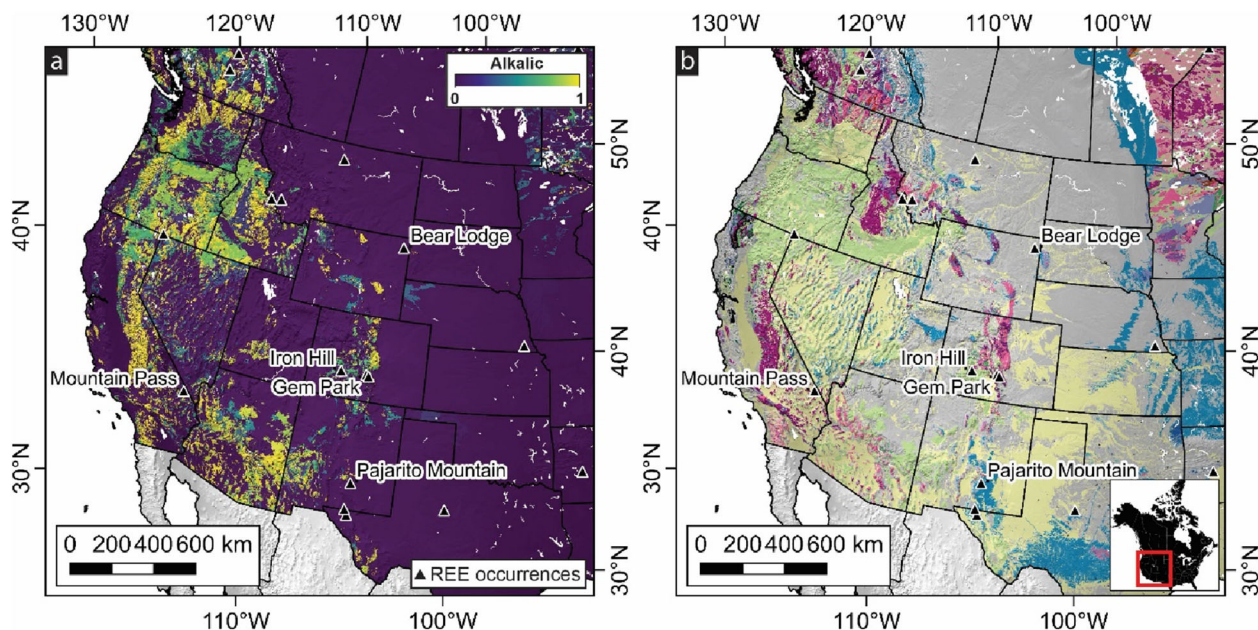 130°W 120°W 110°W 100°W
a
Alkalic
0 1
50°N
40°N
Bear Lodge
40°N
Iron Hill
Mountain Pass
Gem Park
30°N
Pajarito Mountain
0 200 400 600 km
REE occurrences
30°N
110°W 100°W
130°W 120°W 110°W 100°W
b
50°N
40°N
Bear Lodge
40°N
Iron Hill
Mountain Pass
Gem Park
30°N
Pajarito Mountain
0 200 400 600 km
30°N
110°W 100°W